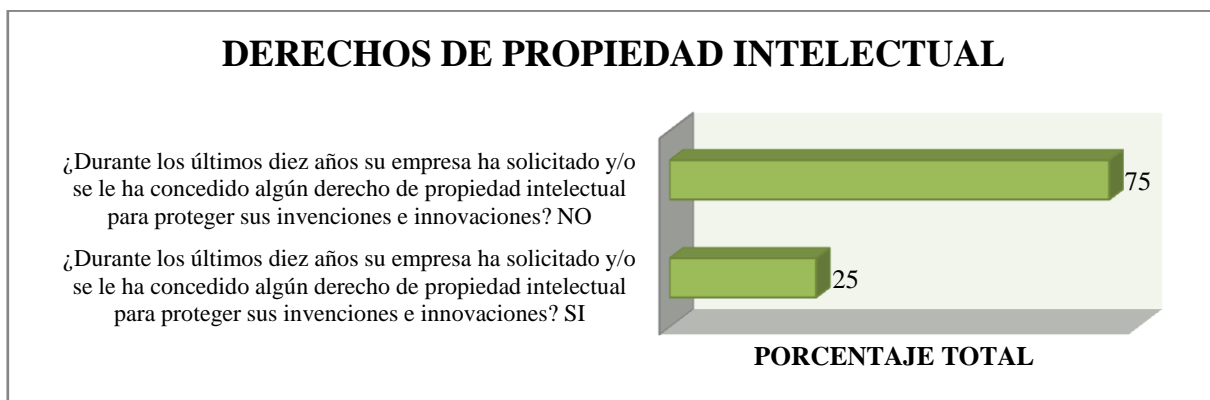 DERECHOS DE PROPIEDAD INTELECTUAL
¿Durante los últimos diez años su empresa ha solicitado y/o
se le ha concedido algún derecho de propiedad intelectual
para proteger sus invenciones e innovaciones? NO
75
¿Durante los últimos diez años su empresa ha solicitado y/o
se le ha concedido algún derecho de propiedad intelectual
para proteger sus invenciones e innovaciones? SI
25
PORCENTAJE TOTAL